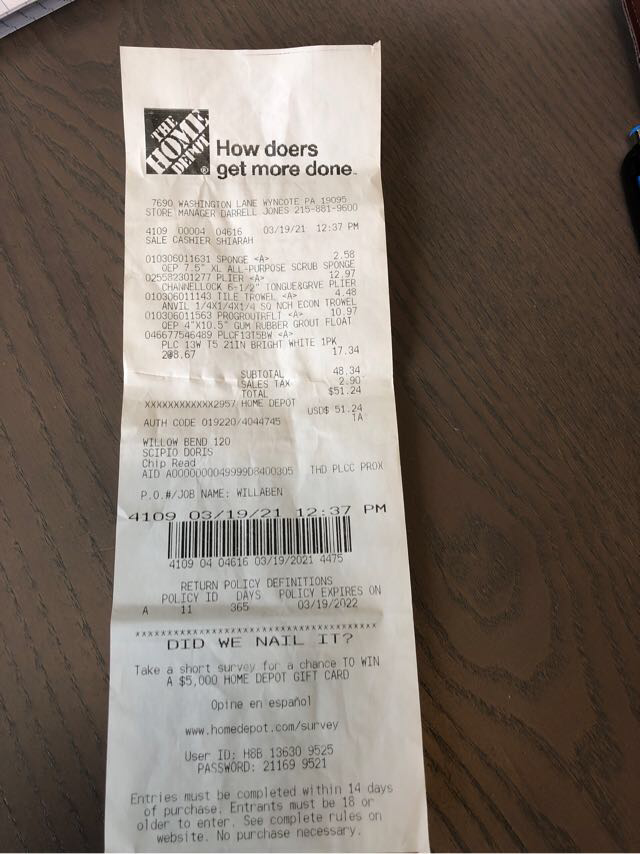 THE
HOME
DEPOT
How doers
get more done.
7690 WASHINGTON LANE WYNCOTE PA 19095
STORE MANAGER DARRELL JONES 215-881-9600
4109 00004 04616 03/19/21 12:37 PM
SALE CASHIER SHIARAH
010306011631 SPONGE <A> 2.58
QEP 7.5" XL ALL-PURPOSE SCRUB SPONGE
025582301277 PLIER <A> 12.97
CHANNELLOCK 6-1/2" TONGUE&GRVE PLIER
010306011143 TILE TROWEL <A> 4.48
ANVIL 1/4X1/4X1/4 SQ NCH ECON TROWEL
010306011563 PROGROUTRFLT <A> 10.97
QEP 4"X10.5" GUM RUBBER GROUT FLOAT
046677546489 PLCF13T5BW <A>
PLC 13W T5 21IN BRIGHT WHITE 1PK
2@8.67 17.34
SUBTOTAL 48.34
SALES TAX 2.90
TOTAL $51.24
XXXXXXXXXXXX2957 HOME DEPOT
USD$ 51.24
AUTH CODE 019220/4044745 TA
WILLOW BEND 120
SCIPIO DORIS
Chip Read
AID A0000000049999D8400305 THD PLCC PROX
P.O.#/JOB NAME: WILLABEN
4109 03/19/21 12:37 PM
4109 04 04616 03/19/2021 4475
RETURN POLICY DEFINITIONS
POLICY ID DAYS POLICY EXPIRES ON
A 11 365 03/19/2022
DID WE NAIL IT?
Take a short survey for a chance TO WIN
A $5,000 HOME DEPOT GIFT CARD
Opine en español
www.homedepot.com/survey
User ID: H8B 13630 9525
PASSWORD: 21169 9521
Entries must be completed within 14 days
of purchase. Entrants must be 18 or
older to enter. See complete rules on
website. No purchase necessary.